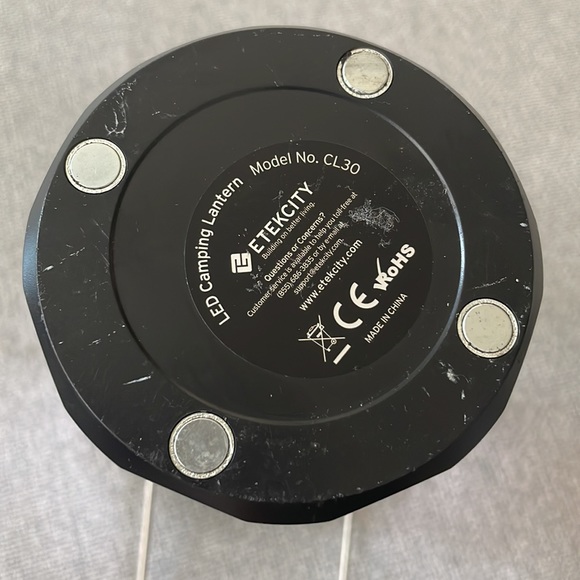 LED Camping Lantern Model No. CL30
ETEKCITY
Building on better living.
Questions or Concerns?
Customer service is available to help you toll-free at
(855) 686-3835 or by e-mail at
support@etekcity.com.
www.etekcity.com
CE RoHS
MADE IN CHINA